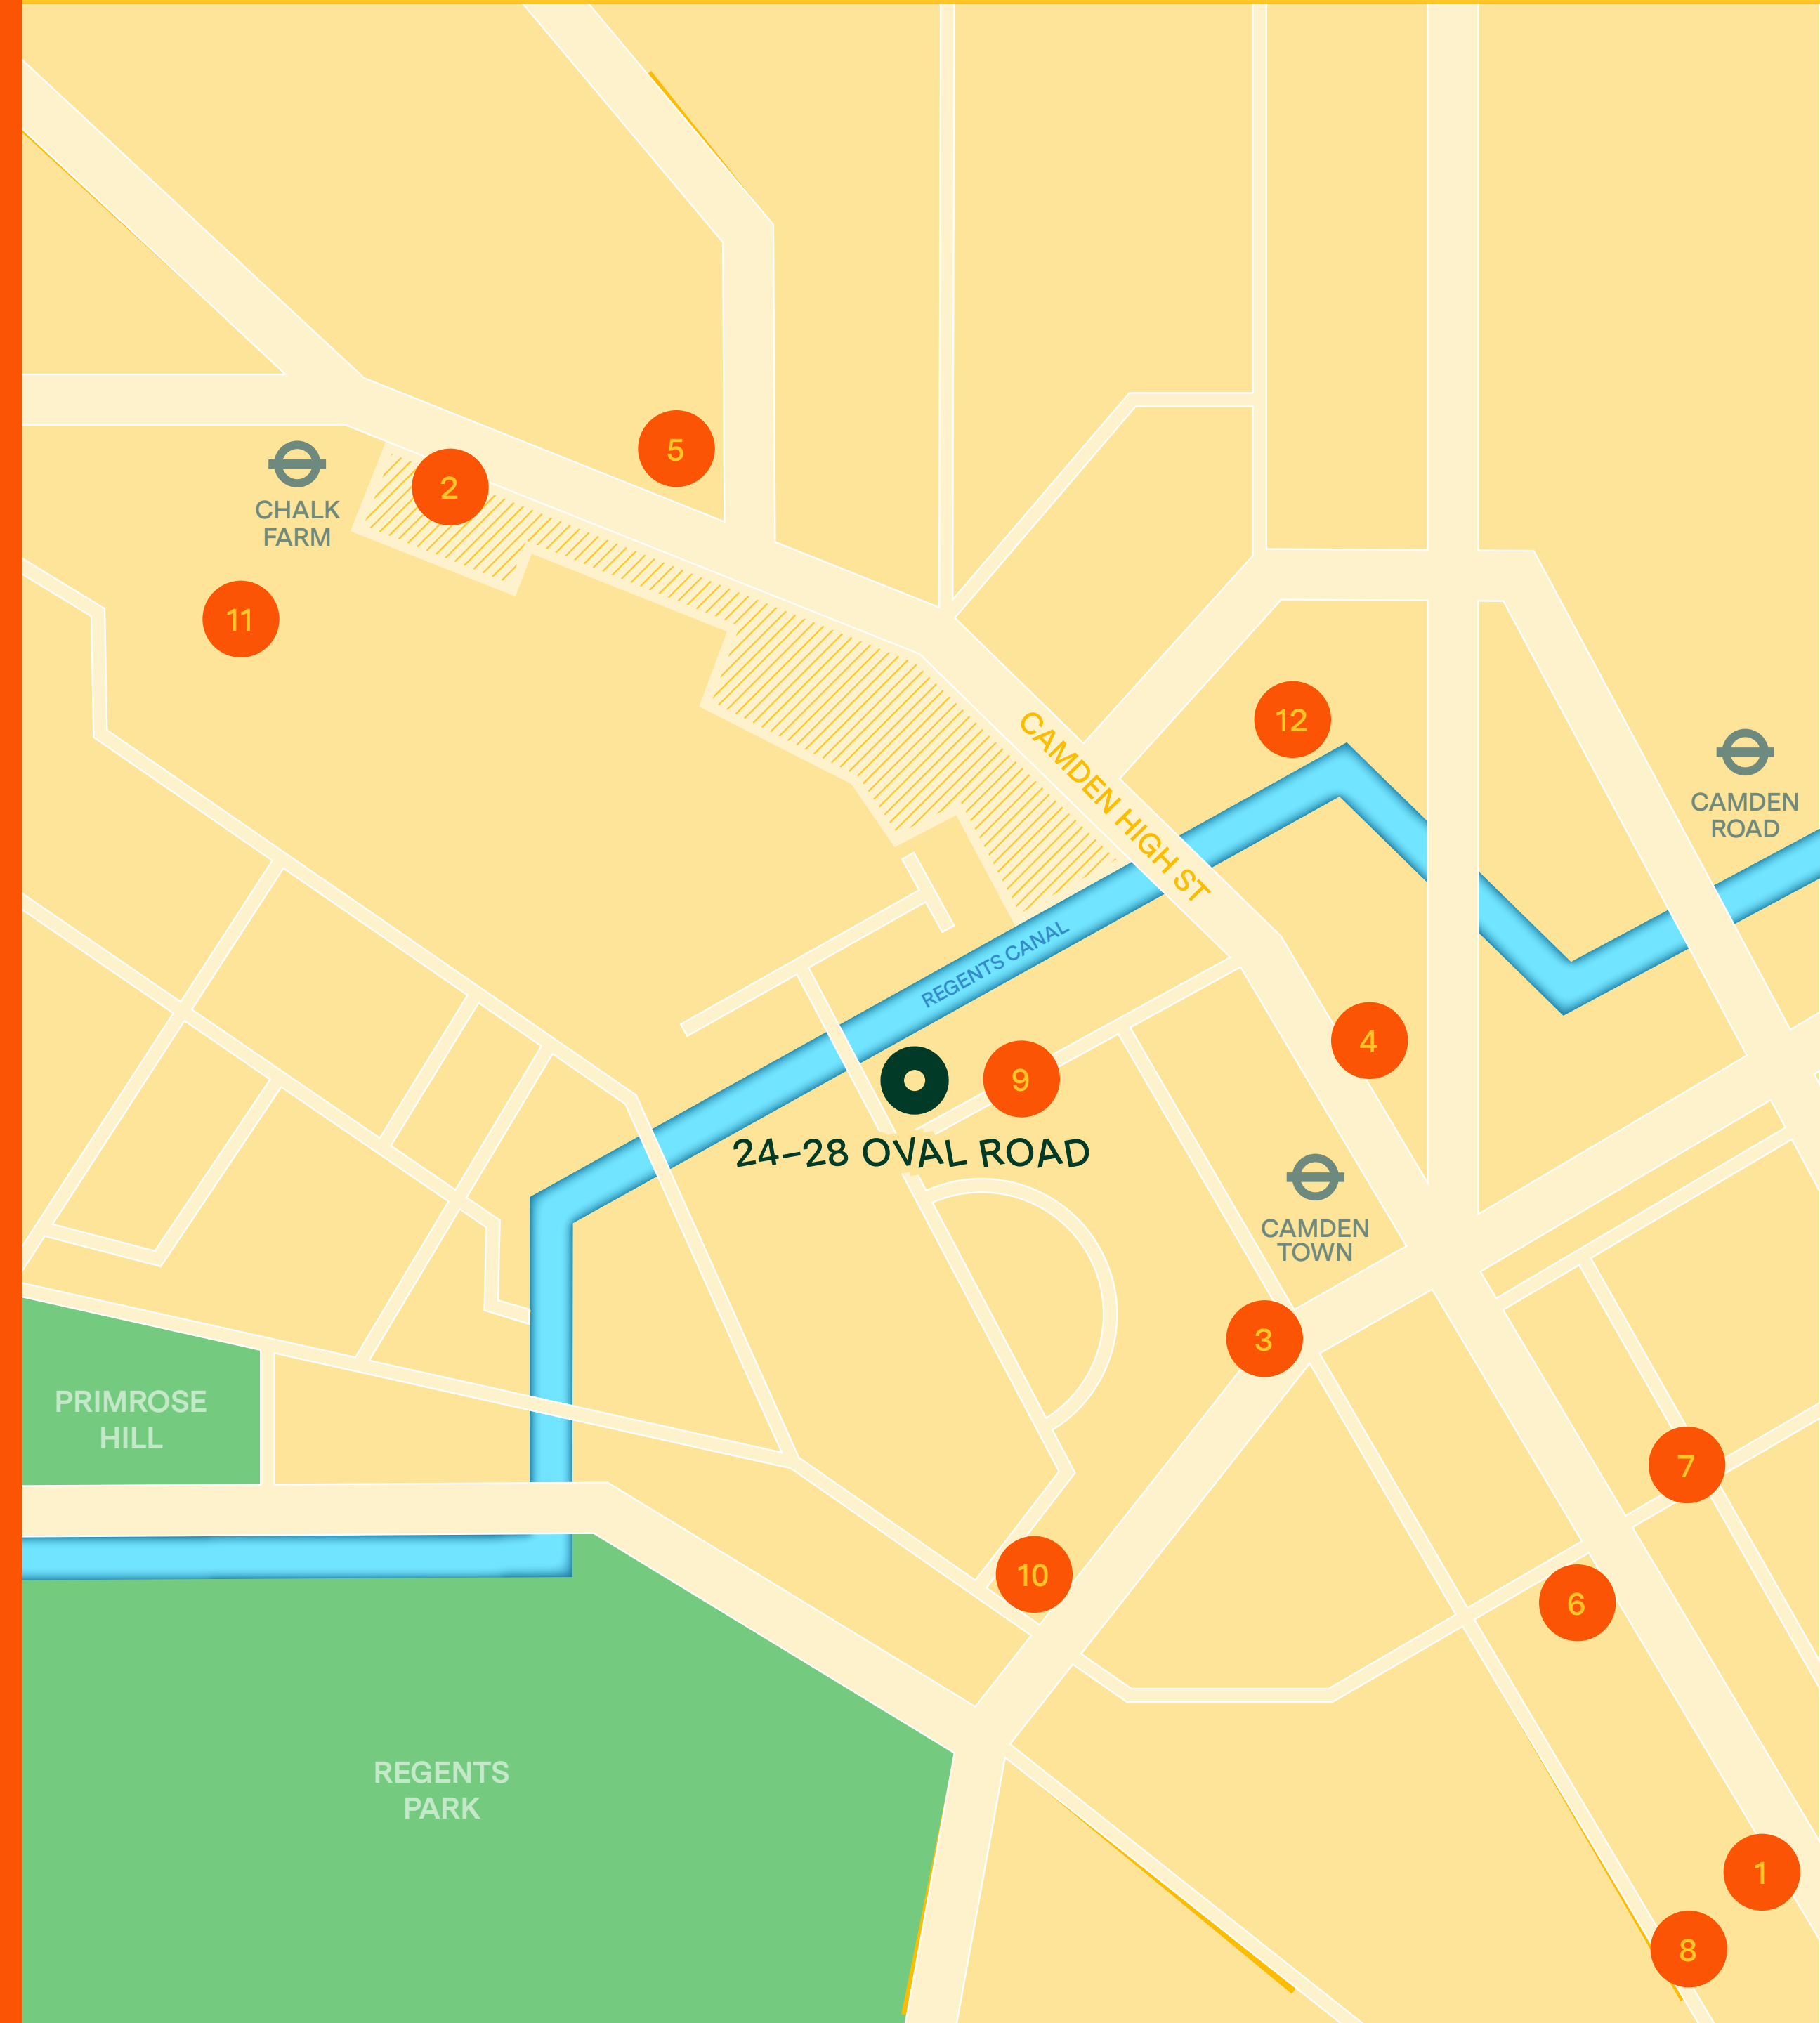 5
2
CHALK
FARM
11
12
CAMDEN HIGH ST
CAMDEN
ROAD
REGENTS CANAL
4
9
24–28 OVAL ROAD
CAMDEN
TOWN
3
PRIMROSE
HILL
7
10
6
REGENTS
PARK
1
8